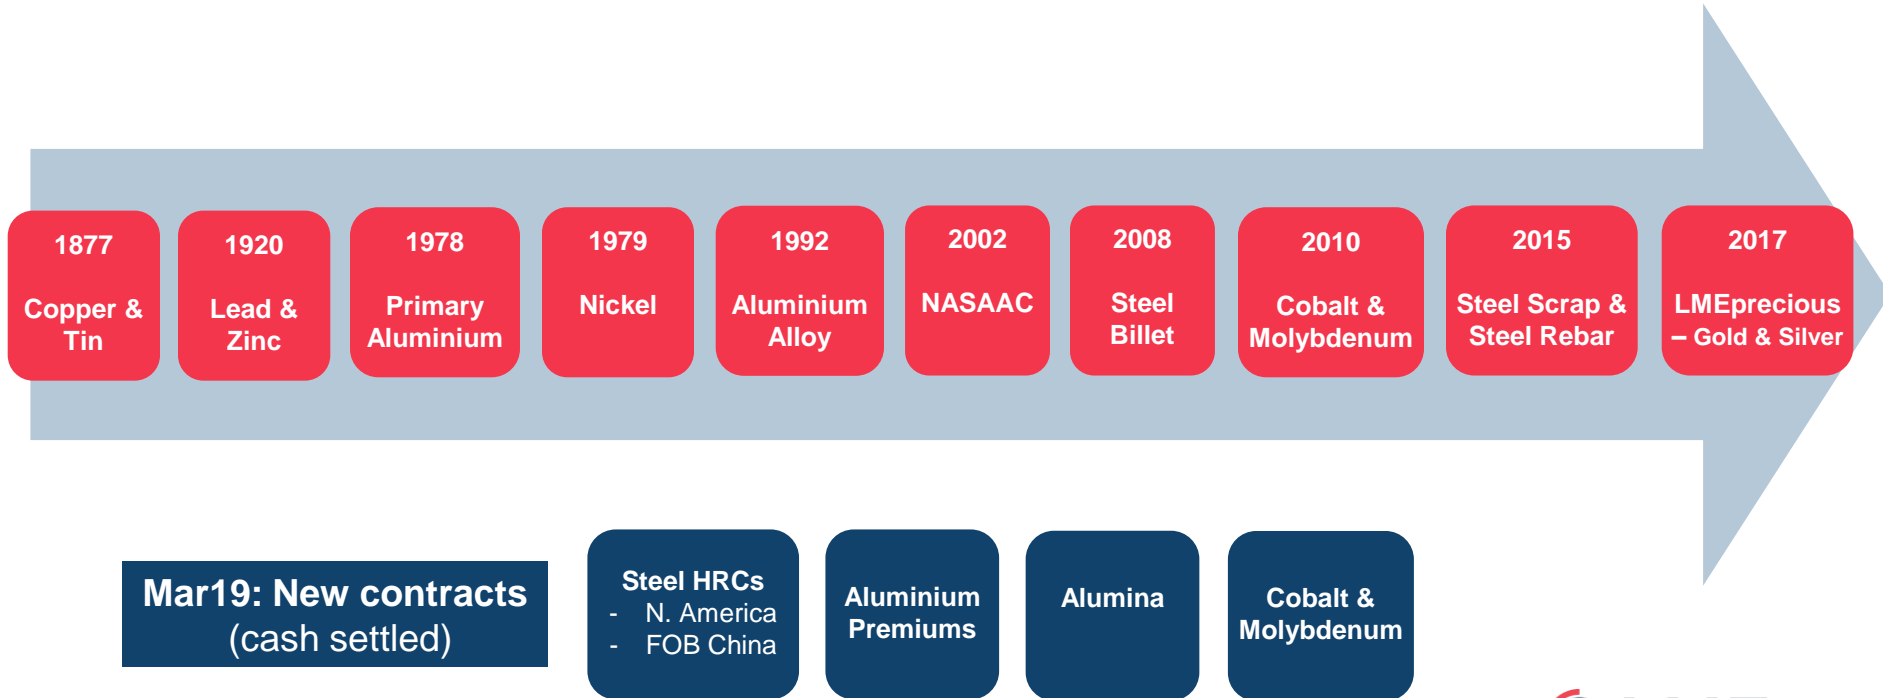 1877
Copper &
Tin
1920
Lead &
Zinc
1978
Primary
Aluminium
1979
Nickel
1992
Aluminium
Alloy
2002
NASAAC
2008
Steel
Billet
2010
Cobalt &
Molybdenum
2015
Steel Scrap &
Steel Rebar
2017
LMEprecious
– Gold & Silver
Mar19: New contracts
(cash settled)
Steel HRCs
- N. America
- FOB China
Aluminium
Premiums
Alumina
Cobalt &
Molybdenum